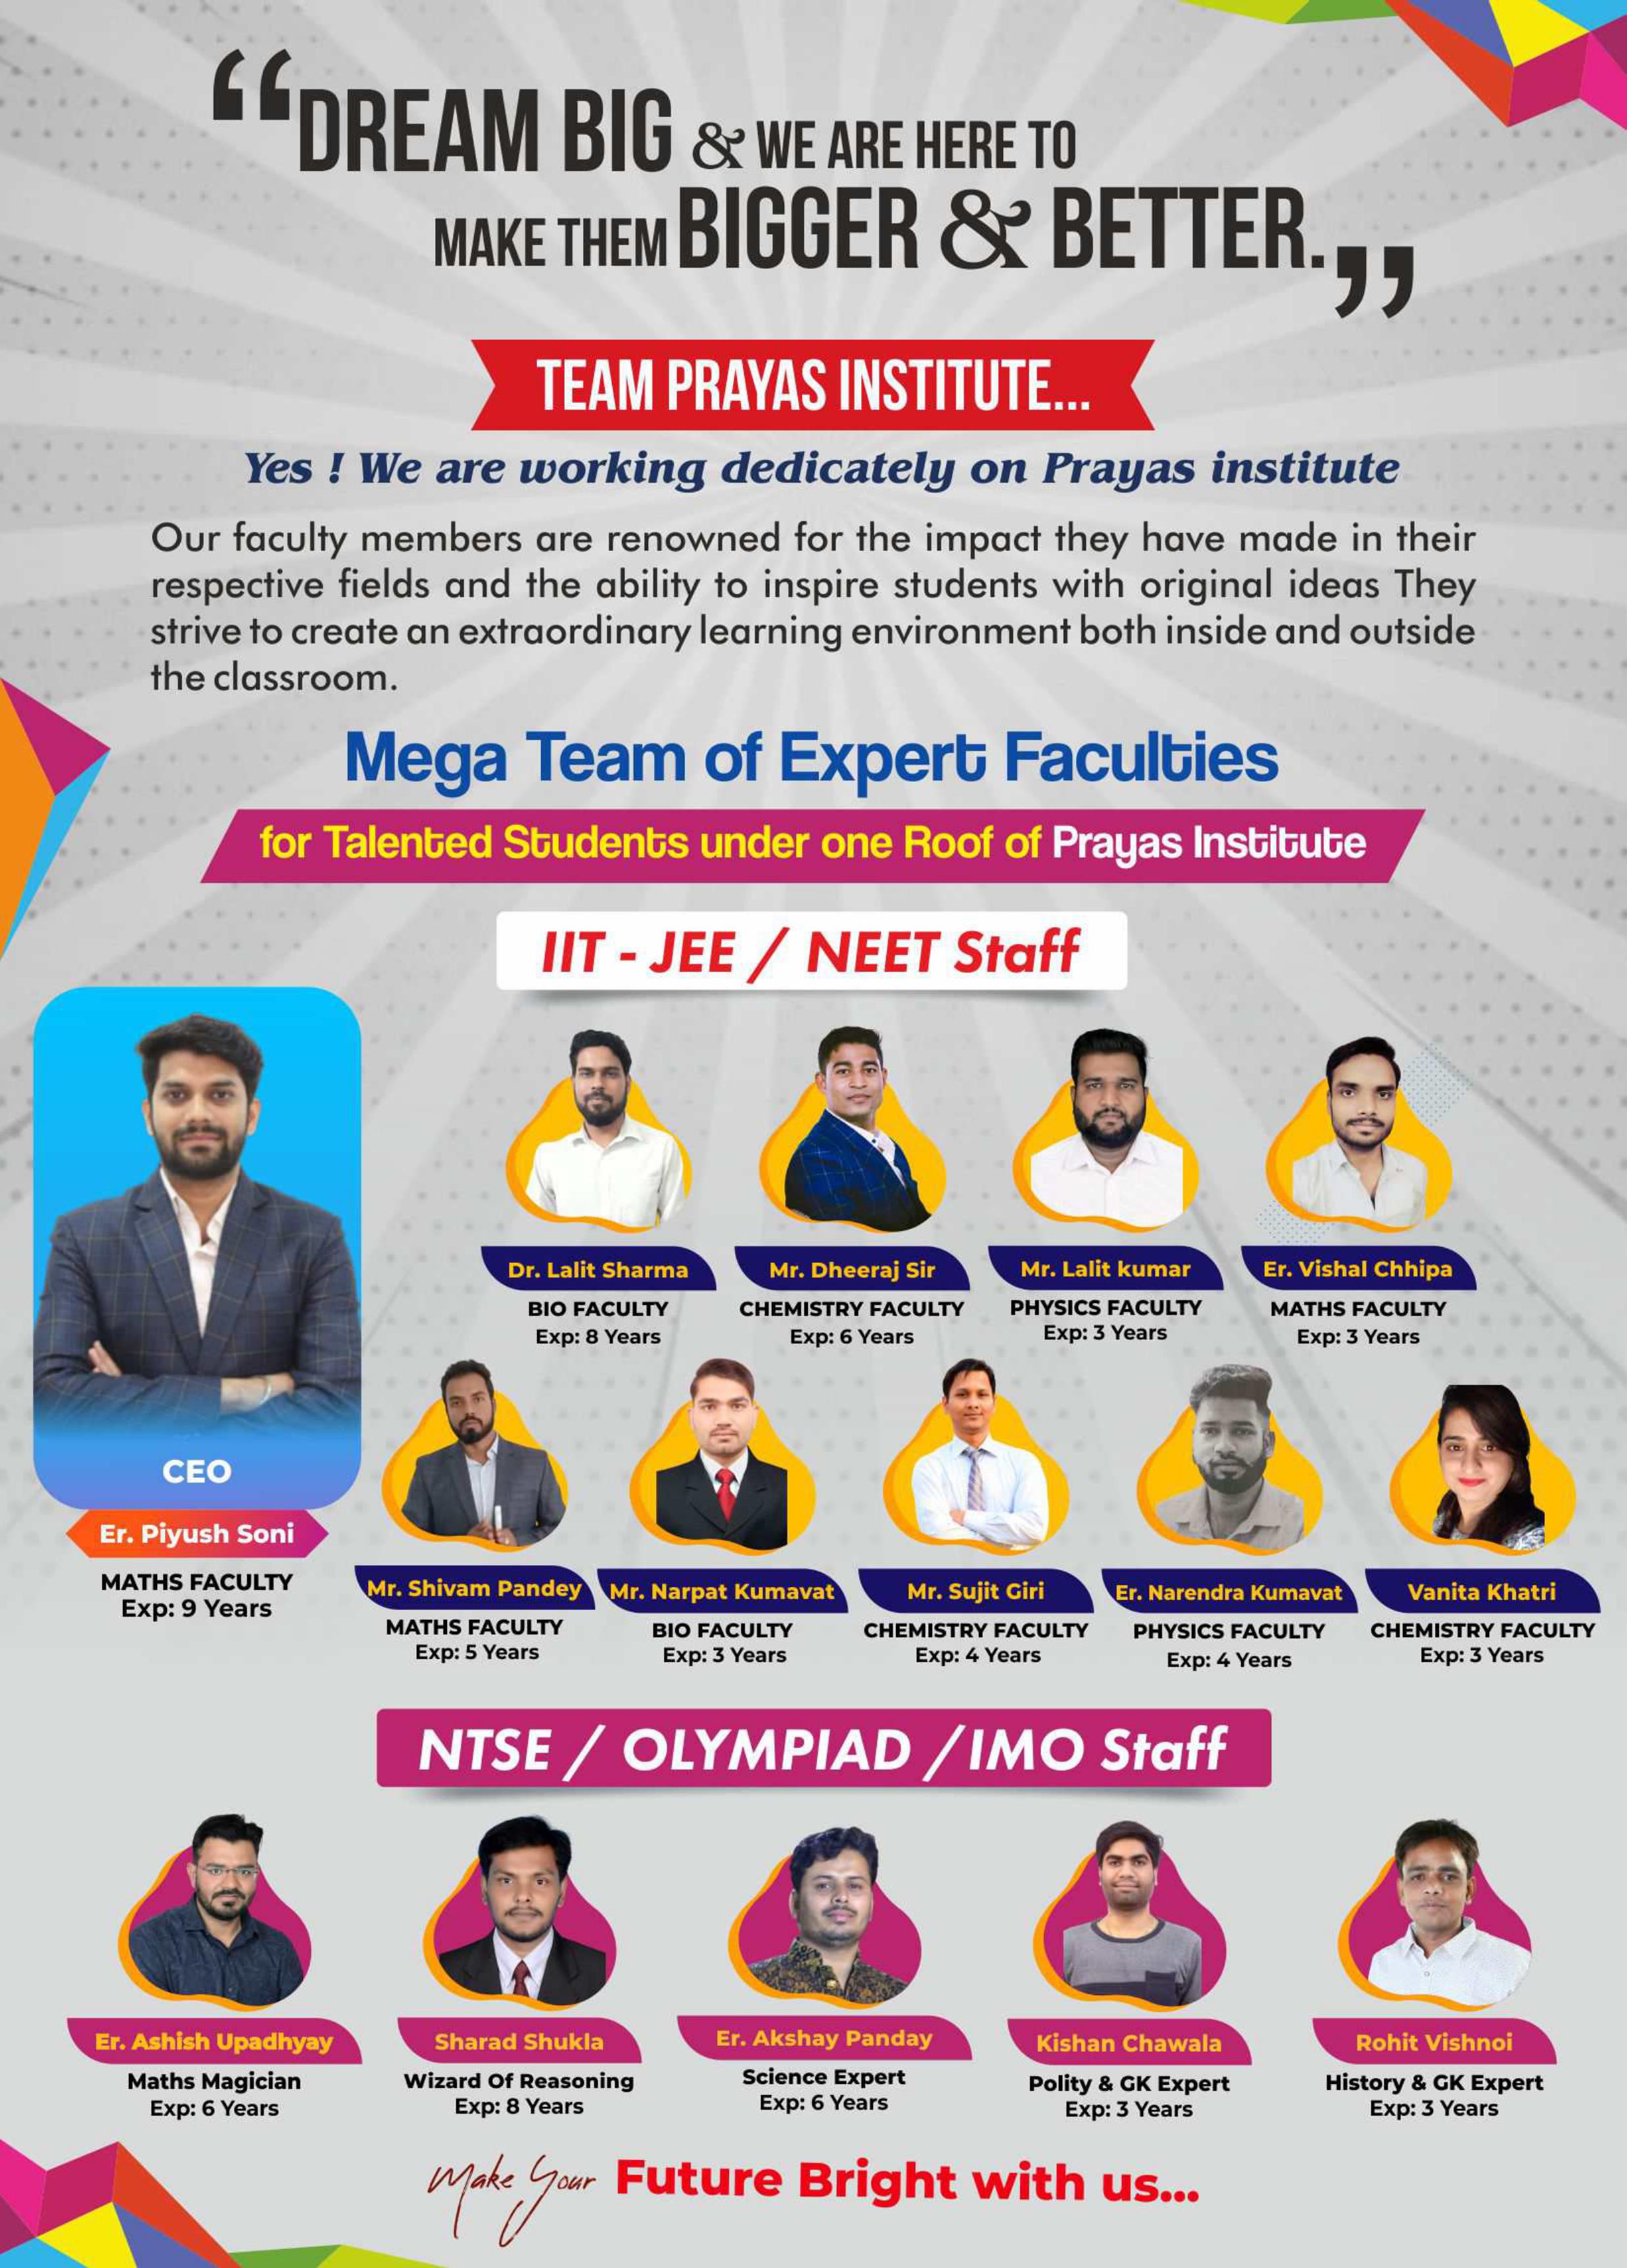 “DREAM BIG & WE ARE HERE TO
MAKE THEM BIGGER & BETTER.”
TEAM PRAYAS INSTITUTE...
Yes ! We are working dedicately on Prayas institute
Our faculty members are renowned for the impact they have made in their
respective fields and the ability to inspire students with original ideas They
strive to create an extraordinary learning environment both inside and outside
the classroom.
Mega Team of Expert Faculties
for Talented Students under one Roof of Prayas Institute
IIT - JEE / NEET Staff
CEO
Er. Piyush Soni
MATHS FACULTY
Exp: 9 Years
Dr. Lalit Sharma
BIO FACULTY
Exp: 8 Years
Mr. Dheeraj Sir
CHEMISTRY FACULTY
Exp: 6 Years
Mr. Lalit kumar
PHYSICS FACULTY
Exp: 3 Years
Er. Vishal Chhipa
MATHS FACULTY
Exp: 3 Years
Mr. Shivam Pandey
MATHS FACULTY
Exp: 5 Years
Mr. Narpat Kumavat
BIO FACULTY
Exp: 3 Years
Mr. Sujit Giri
CHEMISTRY FACULTY
Exp: 4 Years
Er. Narendra Kumavat
PHYSICS FACULTY
Exp: 4 Years
Vanita Khatri
CHEMISTRY FACULTY
Exp: 3 Years
NTSE / OLYMPIAD /IMO Staff
Er. Ashish Upadhyay
Maths Magician
Exp: 6 Years
Sharad Shukla
Wizard Of Reasoning
Exp: 8 Years
Er. Akshay Panday
Science Expert
Exp: 6 Years
Kishan Chawala
Polity & GK Expert
Exp: 3 Years
Rohit Vishnoi
History & GK Expert
Exp: 3 Years
Make Your Future Bright with us...